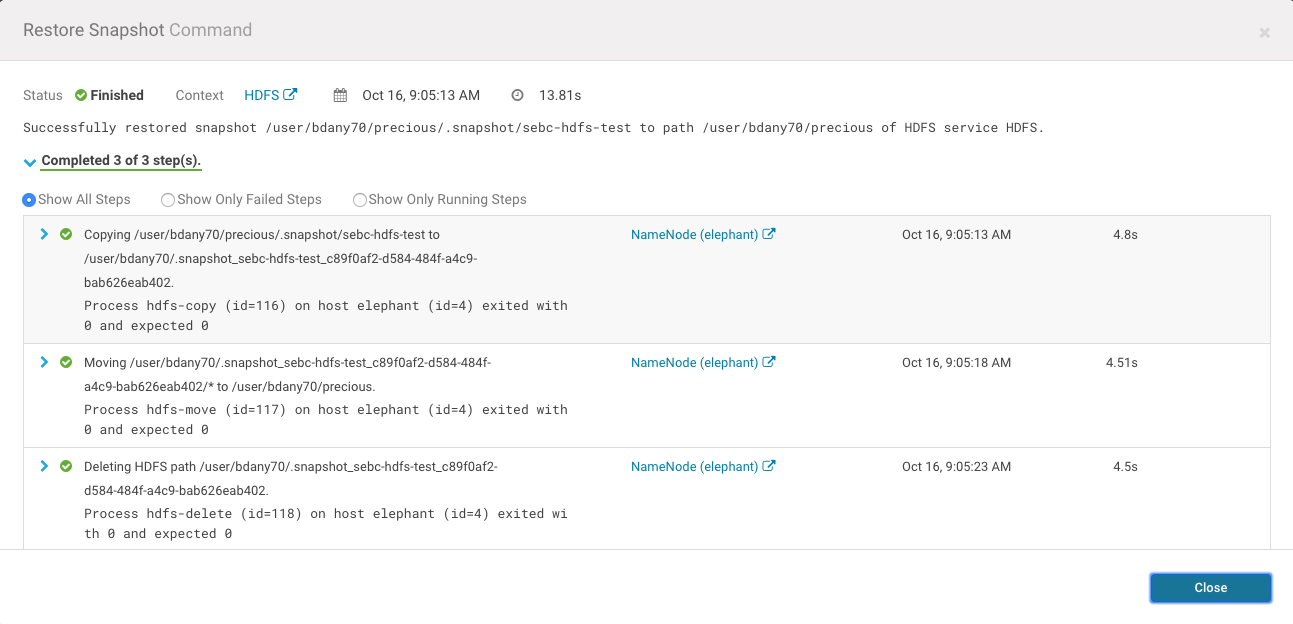 Restore Snapshot Command
Status Finished Context HDFS Oct 16, 9:05:13 AM 13.81s
Successfully restored snapshot /user/bdany70/precious/.snapshot/sebc-hdfs-test to path /user/bdany70/precious of HDFS service HDFS.
Completed 3 of 3 step(s).
Show All Steps Show Only Failed Steps Show Only Running Steps
Copying /user/bdany70/precious/.snapshot/sebc-hdfs-test to NameNode (elephant) Oct 16, 9:05:13 AM 4.8s
/user/bdany70/.snapshot_sebc-hdfs-test_c89f0af2-d584-484f-a4c9-
bab626eab402.
Process hdfs-copy (id=116) on host elephant (id=4) exited with
0 and expected 0
Moving /user/bdany70/.snapshot_sebc-hdfs-test_c89f0af2-d584-484f- NameNode (elephant) Oct 16, 9:05:18 AM 4.51s
a4c9-bab626eab402/* to /user/bdany70/precious.
Process hdfs-move (id=117) on host elephant (id=4) exited with
0 and expected 0
Deleting HDFS path /user/bdany70/.snapshot_sebc-hdfs-test_c89f0af2- NameNode (elephant) Oct 16, 9:05:23 AM 4.5s
d584-484f-a4c9-bab626eab402.
Process hdfs-delete (id=118) on host elephant (id=4) exited wi
th 0 and expected 0
Close